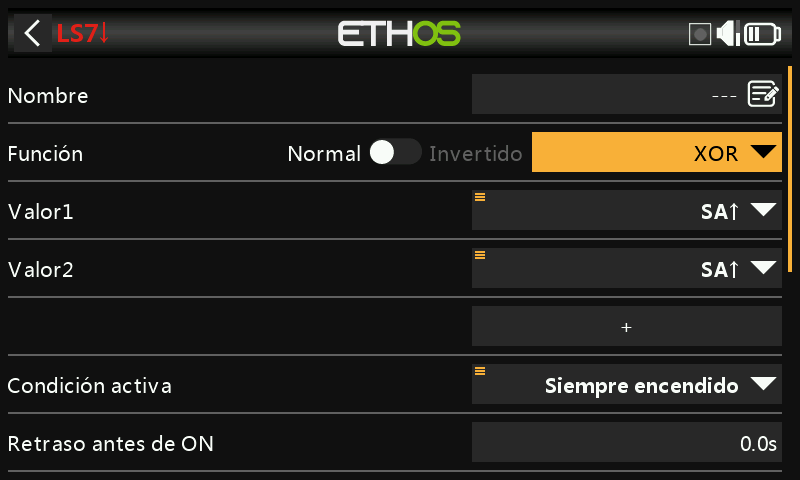 LS7↓ ETHOS
Nombre ---
Función Normal Invertido XOR
Valor1 SA↑
Valor2 SA↑
+
Condición activa Siempre encendido
Retraso antes de ON 0.0s